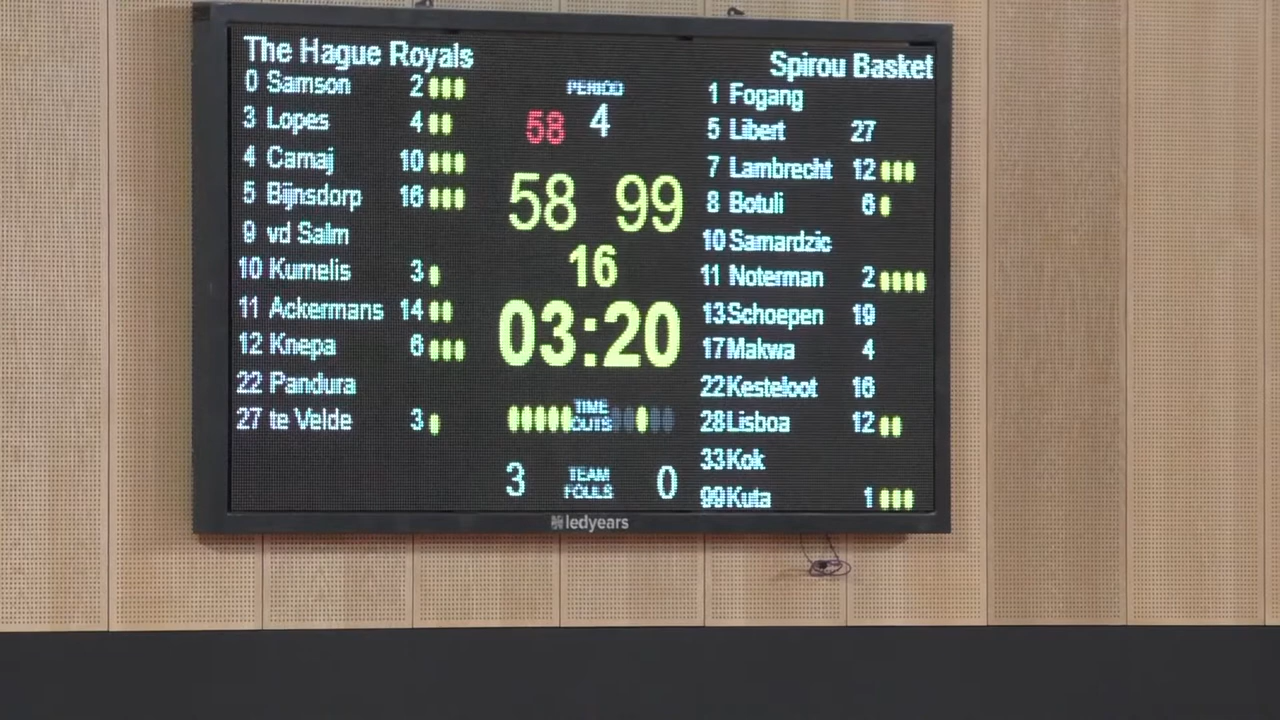 The Hague Royals
0 Samson 2
3 Lopes 4
4 Camaj 10
5 Bijnsdorp 16
9 vd Salm
10 Kumelis 3
11 Ackermans 14
12 Knepa 6
22 Pandura
27 te Velde 3
PERIOD
58 4
58 99
16
03:20
TIME
OUTS
3 TEAM 0
FOULS
Spirou Basket
1 Fogang
5 Libert 27
7 Lambrecht 12
8 Botuli 6
10 Samardzic
11 Noterman 2
13 Schoepen 19
17 Makwa 4
22 Kesteloot 16
28 Lisboa 12
33 Kok
99 Kuta 1
ledyears